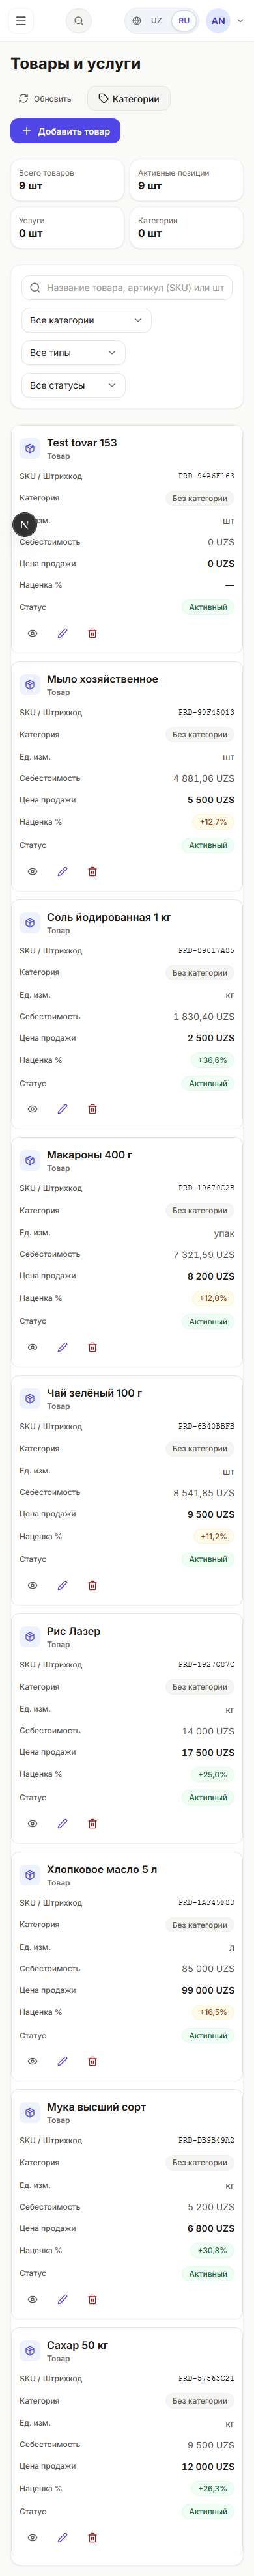 UZ RU AN
Товары и услуги
Обновить Категории
Добавить товар
Всего товаров Активные позиции
9 шт 9 шт
Услуги Категории
0 шт 0 шт
Название товара, артикул (SKU) или шт
Все категории
Все типы
Все статусы
Test tovar 153
Товар
SKU / Штрихкод PRD-94A6F163
Категория Без категории
изм. шт
Себестоимость 0 UZS
Цена продажи 0 UZS
Наценка % —
Статус Активный
Мыло хозяйственное
Товар
SKU / Штрихкод PRD-90F45013
Категория Без категории
Ед. изм. шт
Себестоимость 4 881,06 UZS
Цена продажи 5 500 UZS
Наценка % +12,7%
Статус Активный
Соль йодированная 1 кг
Товар
SKU / Штрихкод PRD-89017A85
Категория Без категории
Ед. изм. кг
Себестоимость 1 830,40 UZS
Цена продажи 2 500 UZS
Наценка % +36,6%
Статус Активный
Макароны 400 г
Товар
SKU / Штрихкод PRD-19670C2B
Категория Без категории
Ед. изм. упак
Себестоимость 7 321,59 UZS
Цена продажи 8 200 UZS
Наценка % +12,0%
Статус Активный
Чай зелёный 100 г
Товар
SKU / Штрихкод PRD-6B40BBFB
Категория Без категории
Ед. изм. шт
Себестоимость 8 541,85 UZS
Цена продажи 9 500 UZS
Наценка % +11,2%
Статус Активный
Рис Лазер
Товар
SKU / Штрихкод PRD-1927C87C
Категория Без категории
Ед. изм. кг
Себестоимость 14 000 UZS
Цена продажи 17 500 UZS
Наценка % +25,0%
Статус Активный
Хлопковое масло 5 л
Товар
SKU / Штрихкод PRD-1AF45F88
Категория Без категории
Ед. изм. л
Себестоимость 85 000 UZS
Цена продажи 99 000 UZS
Наценка % +16,5%
Статус Активный
Мука высший сорт
Товар
SKU / Штрихкод PRD-DB9B49A2
Категория Без категории
Ед. изм. кг
Себестоимость 5 200 UZS
Цена продажи 6 800 UZS
Наценка % +30,8%
Статус Активный
Сахар 50 кг
Товар
SKU / Штрихкод PRD-57563C21
Категория Без категории
Ед. изм. кг
Себестоимость 9 500 UZS
Цена продажи 12 000 UZS
Наценка % +26,3%
Статус Активный